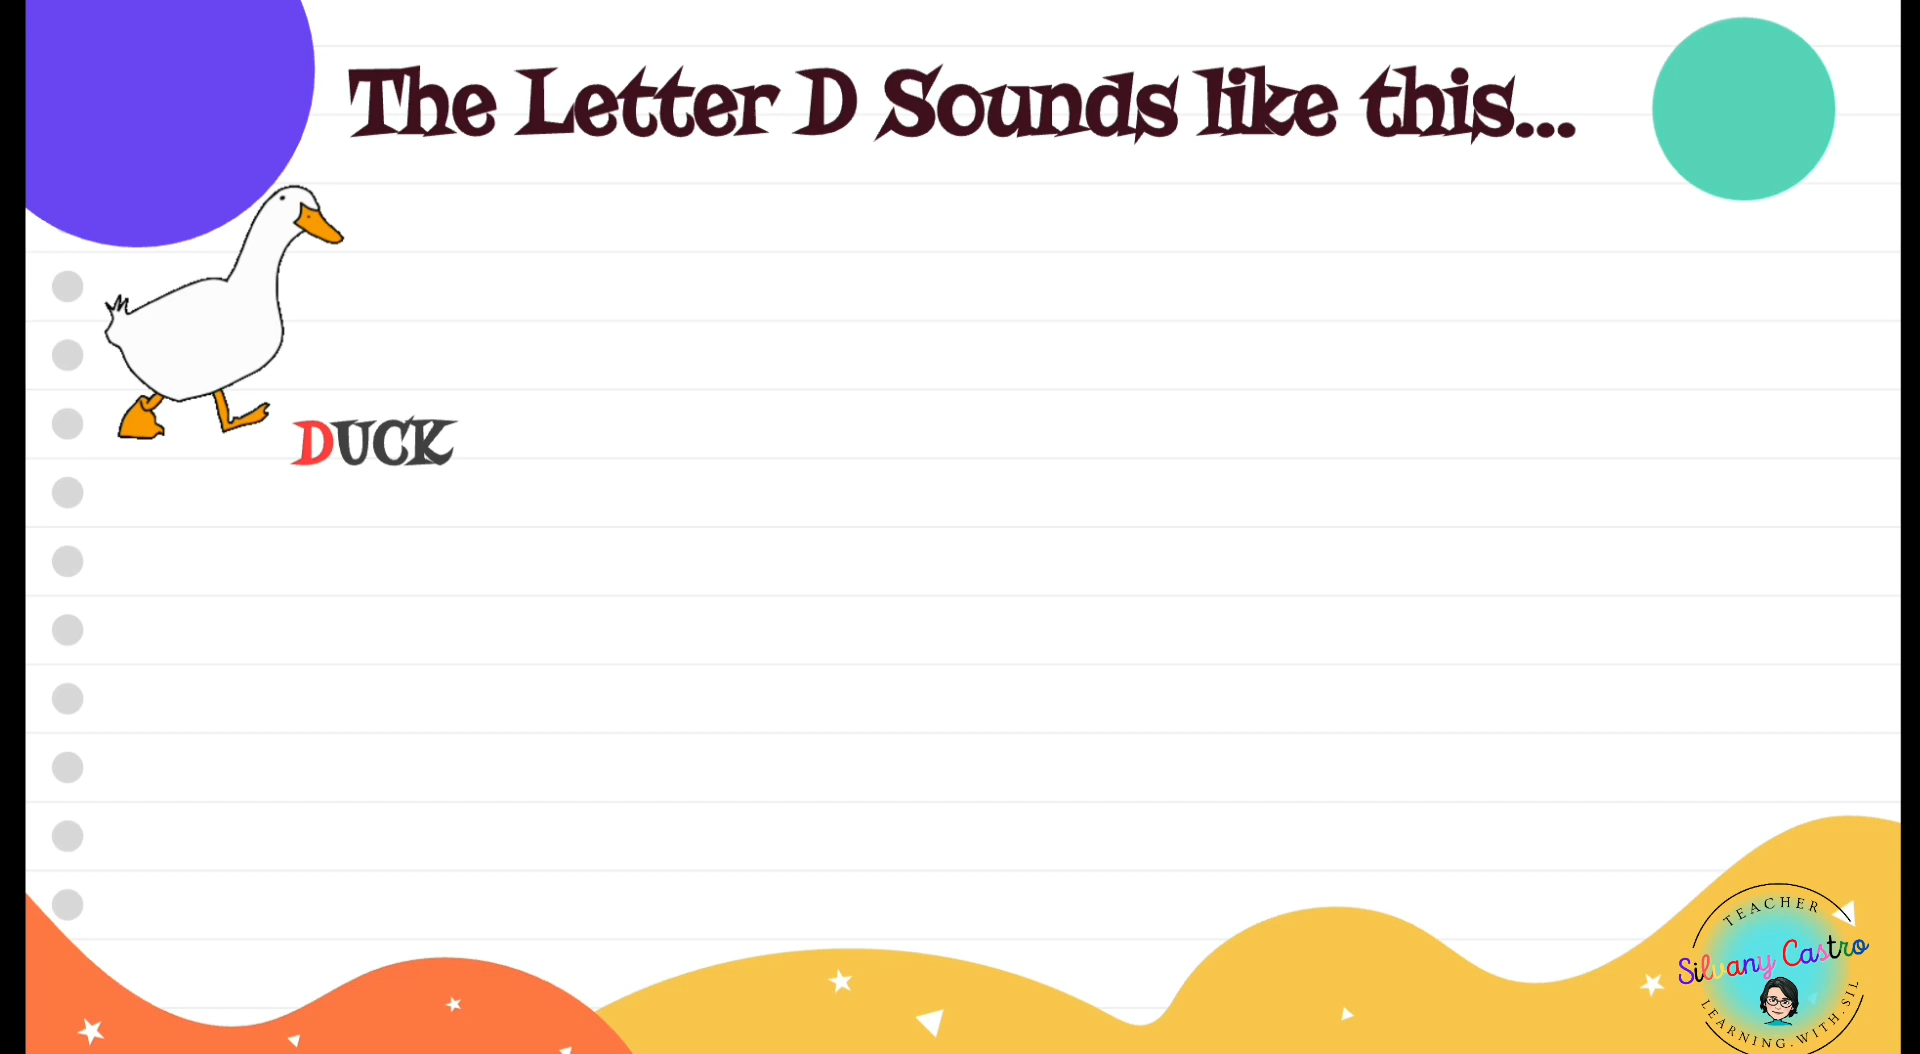 The Letter D Sounds like this...
DUCK
TEACHER
Silvany Castro
LEARNING.WITH.SIL